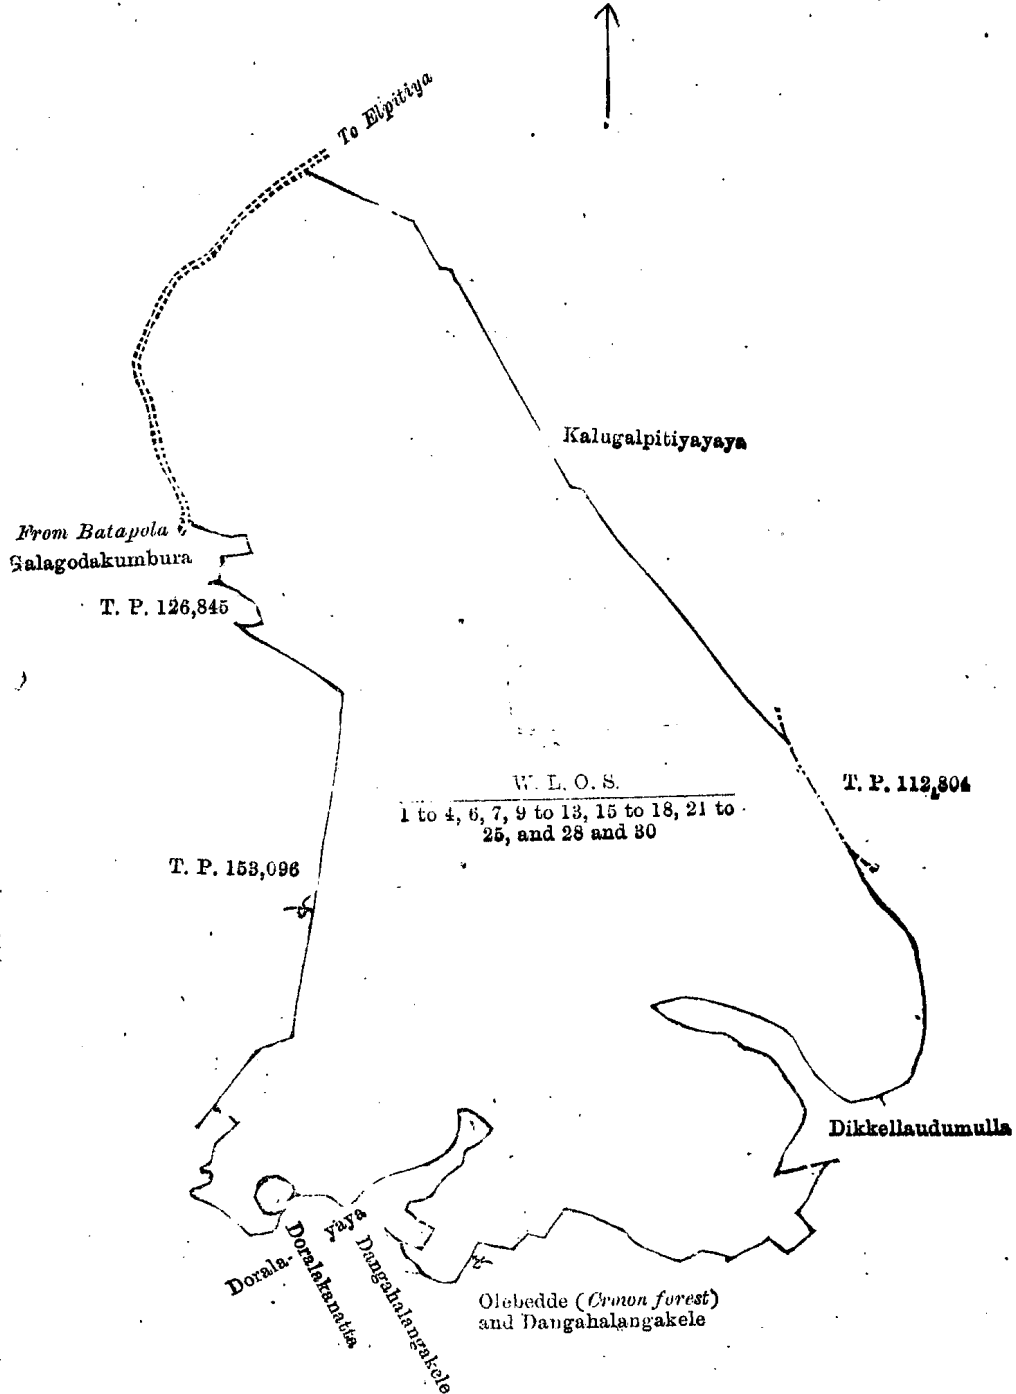 To Elpitiya
Kalugalpitiyayaya
From Batapola
Galagodakumbura
T. P. 126,845
W. L. O. S.
1 to 4, 6, 7, 9 to 13, 15 to 18, 21 to
25, and 28 and 30
T. P. 112,804
T. P. 153,096
Dikkellaudumulla
Dorala-
yaya
Doralakanatta
Dangahalangakele
Olebedde (Crown forest)
and Dangahalangakele